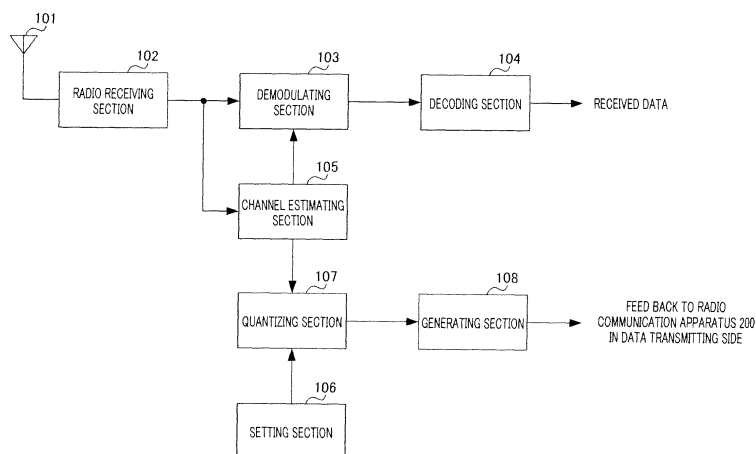 101
102
RADIO RECEIVING
SECTION
103
DEMODULATING
SECTION
104
DECODING SECTION
RECEIVED DATA
105
CHANNEL ESTIMATING
SECTION
107
QUANTIZING SECTION
108
GENERATING SECTION
FEED BACK TO RADIO
COMMUNICATION APPARATUS 200
IN DATA TRANSMITTING SIDE
106
SETTING SECTION